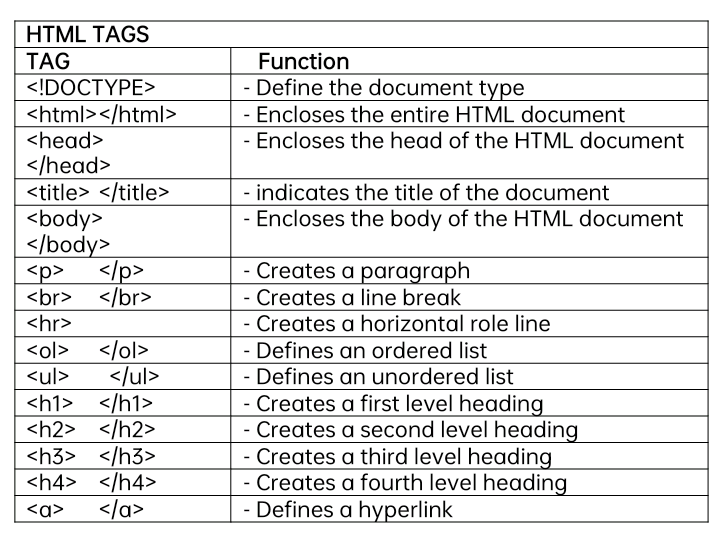 HTML TAGS
TAG Function
<!DOCTYPE> - Define the document type
<html></html> - Encloses the entire HTML document
<head> - Encloses the head of the HTML document
</head>
<title> </title> - indicates the title of the document
<body> - Encloses the body of the HTML document
</body>
<p> </p> - Creates a paragraph
<br> </br> - Creates a line break
<hr> - Creates a horizontal role line
<ol> </ol> - Defines an ordered list
<ul> </ul> - Defines an unordered list
<h1> </h1> - Creates a first level heading
<h2> </h2> - Creates a second level heading
<h3> </h3> - Creates a third level heading
<h4> </h4> - Creates a fourth level heading
<a> </a> - Defines a hyperlink